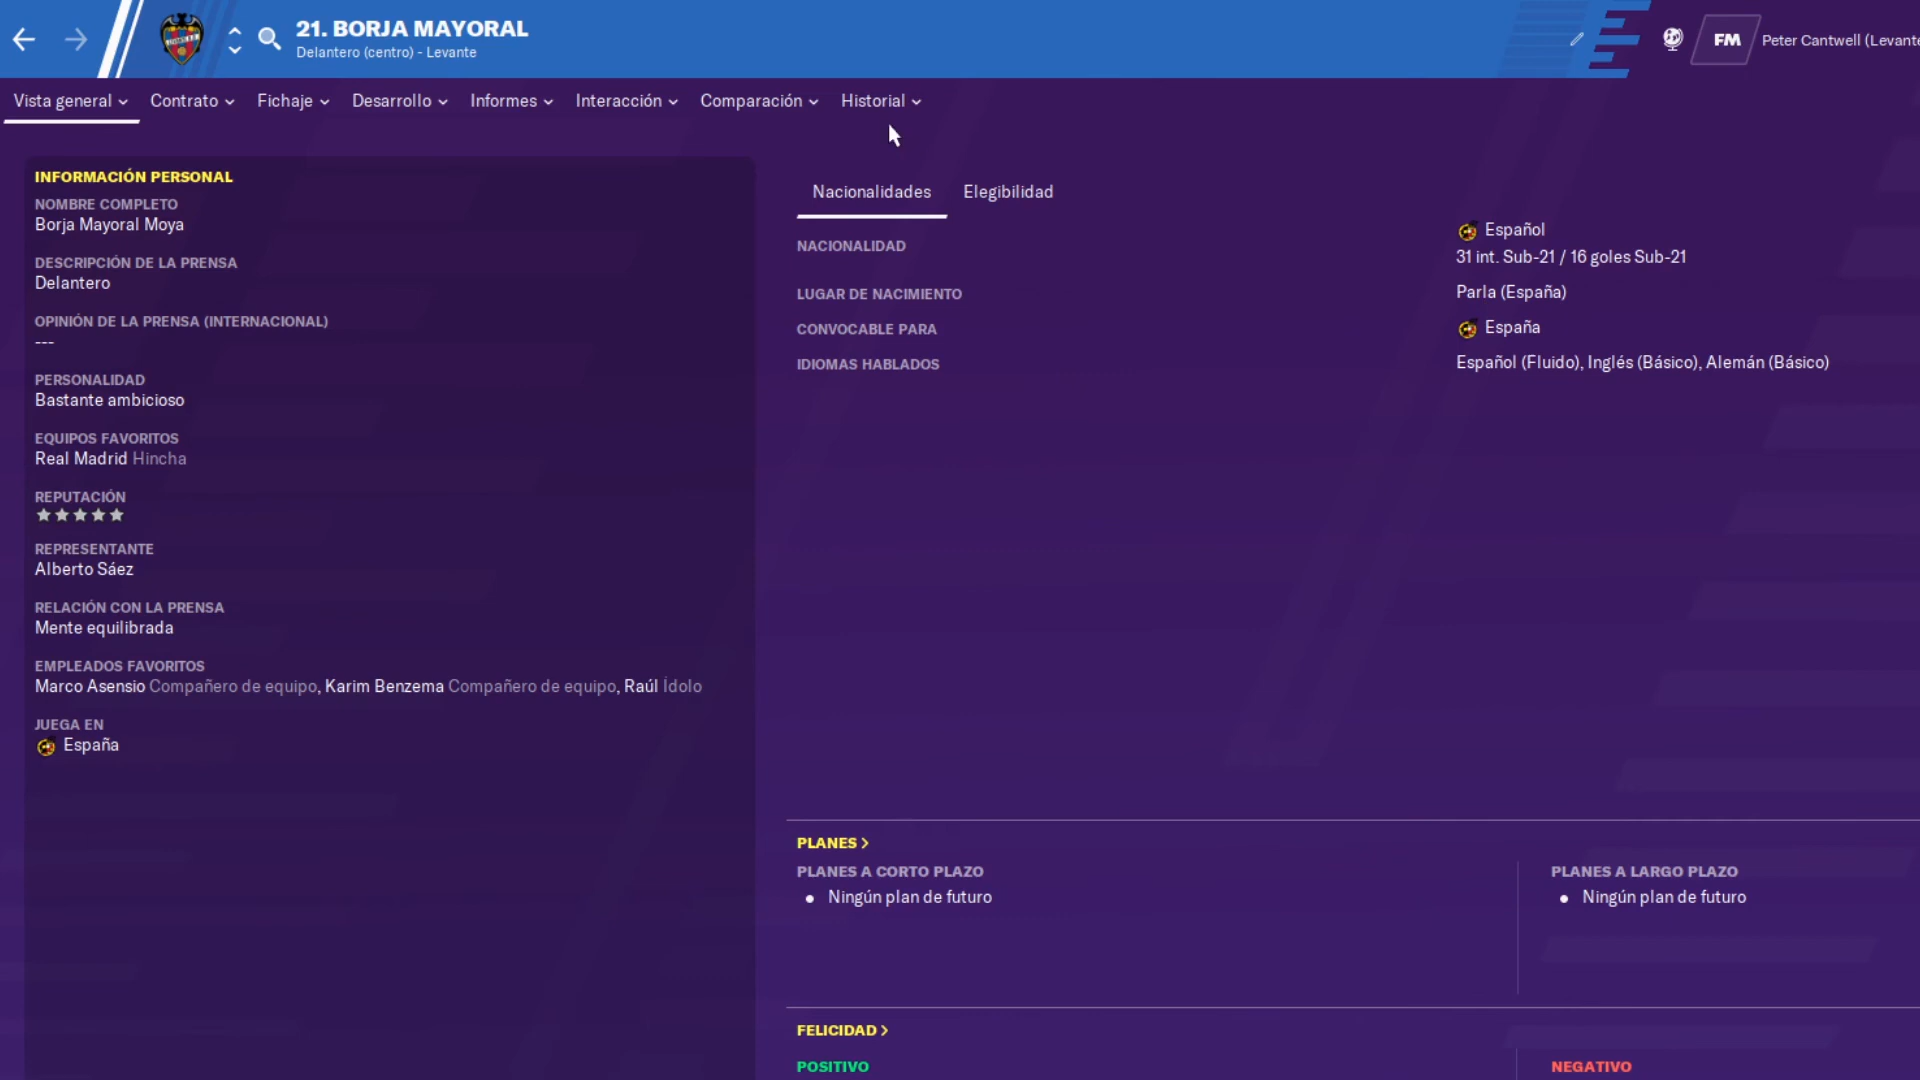 21. BORJA MAYORAL
Delantero (centro) - Levante
FM
Peter Cantwell (Levante
Vista general
Contrato
Fichaje
Desarrollo
Informes
Interacción
Comparación
Historial
INFORMACIÓN PERSONAL
NOMBRE COMPLETO
Borja Mayoral Moya
DESCRIPCIÓN DE LA PRENSA
Delantero
OPINIÓN DE LA PRENSA (INTERNACIONAL)
---
PERSONALIDAD
Bastante ambicioso
EQUIPOS FAVORITOS
Real Madrid Hincha
REPUTACIÓN
REPRESENTANTE
Alberto Sáez
RELACIÓN CON LA PRENSA
Mente equilibrada
EMPLEADOS FAVORITOS
Marco Asensio Compañero de equipo, Karim Benzema Compañero de equipo, Raúl Ídolo
JUEGA EN
España
Nacionalidades
Elegibilidad
NACIONALIDAD
Español
31 int. Sub-21 / 16 goles Sub-21
LUGAR DE NACIMIENTO
Parla (España)
CONVOCABLE PARA
España
IDIOMAS HABLADOS
Español (Fluido), Inglés (Básico), Alemán (Básico)
PLANES >
PLANES A CORTO PLAZO
• Ningún plan de futuro
PLANES A LARGO PLAZO
• Ningún plan de futuro
FELICIDAD >
POSITIVO
NEGATIVO